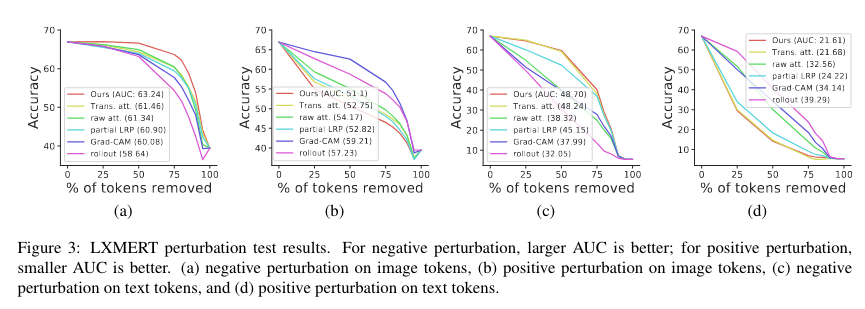 70
60
50
40
0 25 50 75 100
Accuracy
% of tokens removed
Ours (AUC: 63.24)
Trans. att. (61.46)
raw att. (61.34)
partial LRP (60.90)
Grad-CAM (60.08)
rollout (58.64)
(a)
70
65
60
55
50
45
40
0 25 50 75 100
Accuracy
% of tokens removed
Ours (AUC: 51.1)
Trans. att. (52.75)
raw att. (54.17)
partial LRP (52.82)
Grad-CAM (59.21)
rollout (57.23)
(b)
70
60
50
40
30
20
10
0 25 50 75 100
Accuracy
% of tokens removed
Ours (AUC: 48.70)
Trans. att. (48.24)
raw att. (38.32)
partial LRP (45.15)
Grad-CAM (37.99)
rollout (32.05)
(c)
70
60
50
40
30
20
10
0 25 50 75 100
Accuracy
% of tokens removed
Ours (AUC: 21.61)
Trans. att. (21.68)
raw att. (32.56)
partial LRP (24.22)
Grad-CAM (34.14)
rollout (39.29)
(d)
Figure 3: LXMERT perturbation test results. For negative perturbation, larger AUC is better; for positive perturbation,
smaller AUC is better. (a) negative perturbation on image tokens, (b) positive perturbation on image tokens, (c) negative
perturbation on text tokens, and (d) positive perturbation on text tokens.